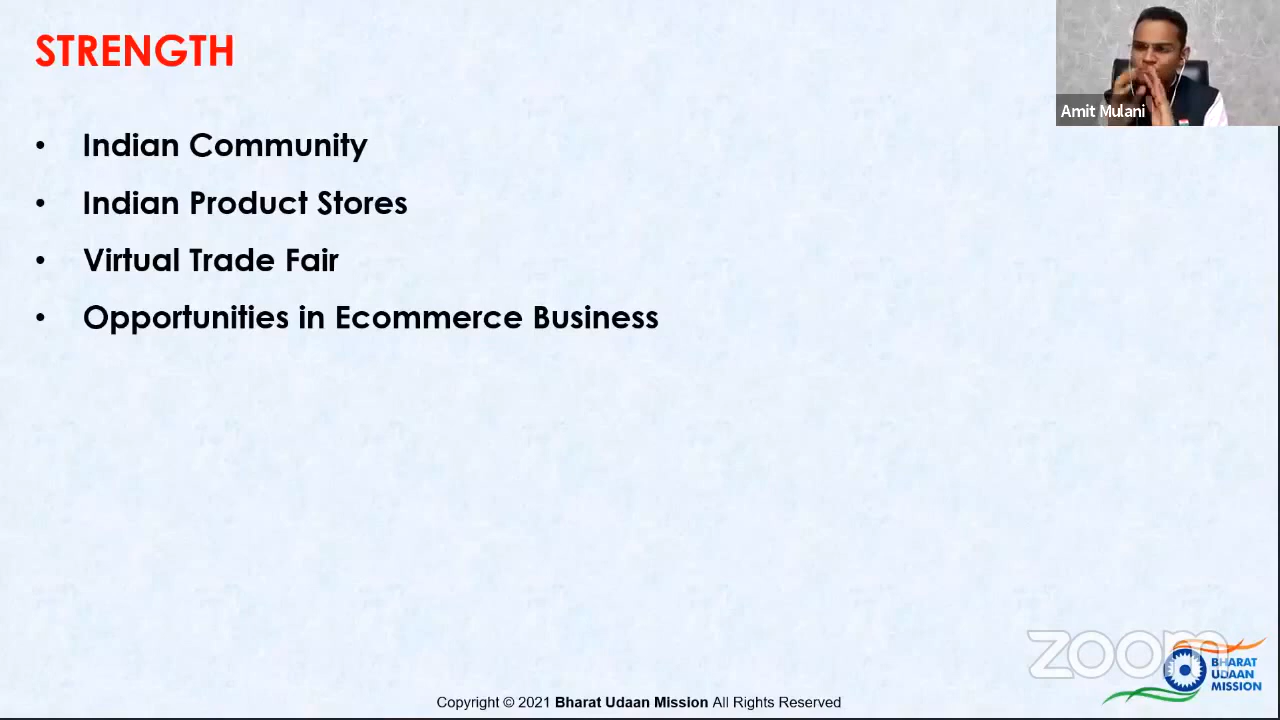 STRENGTH
Amit Mulani
• Indian Community
• Indian Product Stores
• Virtual Trade Fair
• Opportunities in Ecommerce Business
zoom
BHARAT
UDAAN
MISSION
Copyright © 2021 Bharat Udaan Mission All Rights Reserved